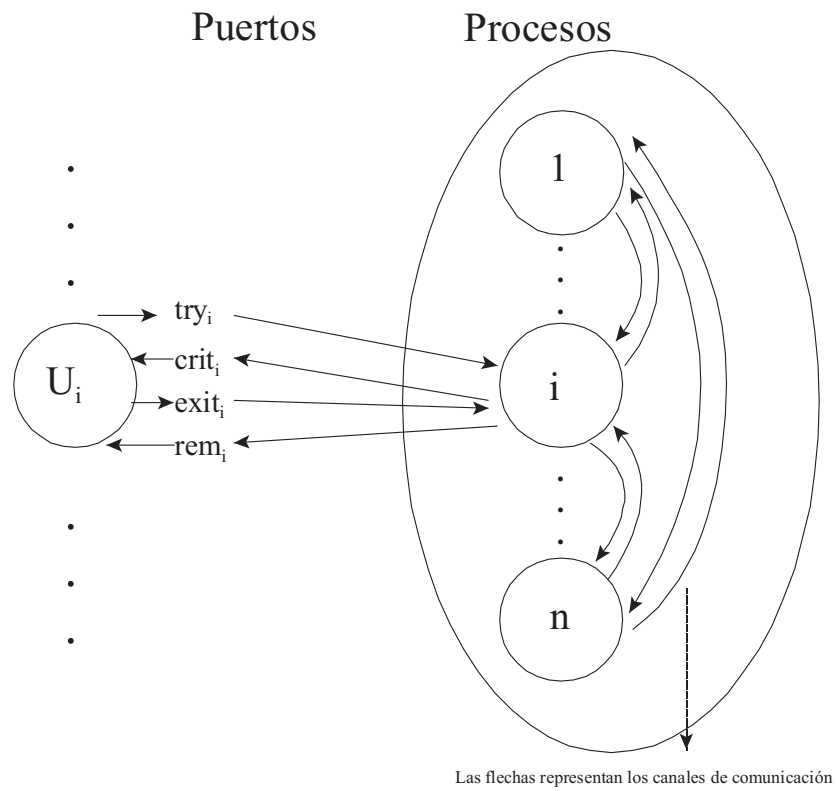 Puertos Procesos
1
try_i
crit_i
U_i i
exit_i
rem_i
n
Las flechas representan los canales de comunicación